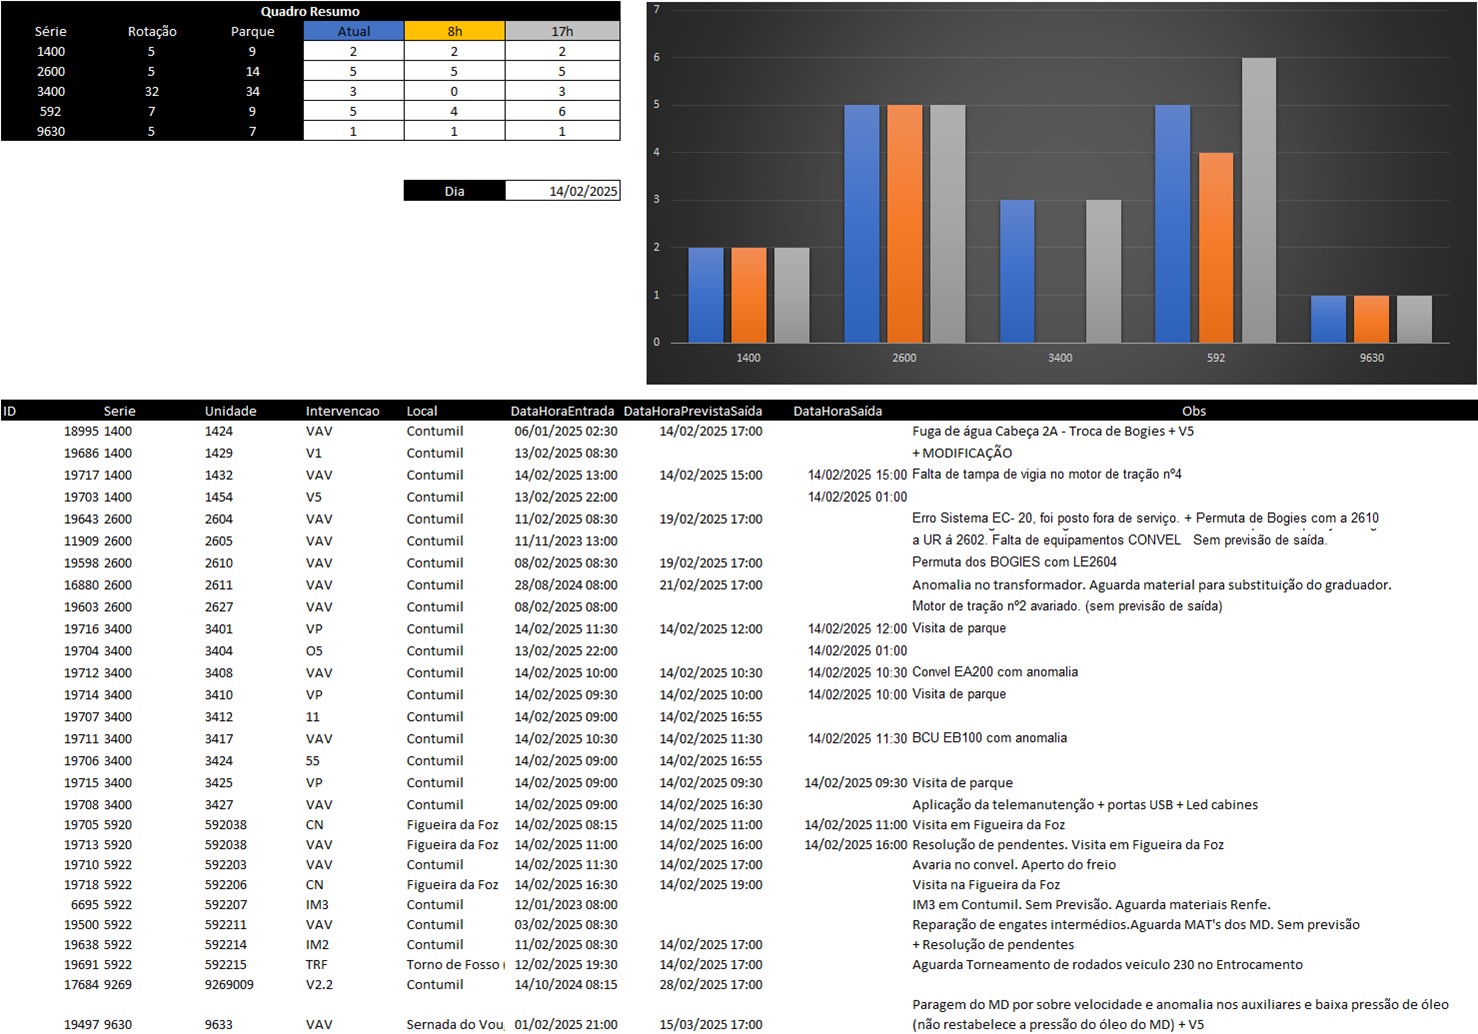 Quadro Resumo
Série Rotação Parque Atual 8h 17h
1400 5 9 2 2 2
2600 5 14 5 5 5
3400 32 34 3 0 3
592 7 9 5 4 6
9630 5 7 1 1 1
Dia 14/02/2025
7
6
5
4
3
2
1
0
1400 2600 3400 592 9630
ID Serie Unidade Intervencao Local DataHoraEntrada DataHoraPrevistaSaída DataHoraSaída Obs
18995 1400 1424 VAV Contumil 06/01/2025 02:30 14/02/2025 17:00 Fuga de água Cabeça 2A - Troca de Bogies + V5
19686 1400 1429 V1 Contumil 13/02/2025 08:30 + MODIFICAÇÃO
19717 1400 1432 VAV Contumil 14/02/2025 13:00 14/02/2025 15:00 14/02/2025 15:00 Falta de tampa de vigia no motor de tração nº4
19703 1400 1454 V5 Contumil 13/02/2025 22:00 14/02/2025 01:00
19643 2600 2604 VAV Contumil 11/02/2025 08:30 19/02/2025 17:00 Erro Sistema EC- 20, foi posto fora de serviço. + Permuta de Bogies com a 2610
11909 2600 2605 VAV Contumil 11/11/2023 13:00 a UR á 2602. Falta de equipamentos CONVEL Sem previsão de saída.
19598 2600 2610 VAV Contumil 08/02/2025 08:30 19/02/2025 17:00 Permuta dos BOGIES com LE2604
16880 2600 2611 VAV Contumil 28/08/2024 08:00 21/02/2025 17:00 Anomalia no transformador. Aguarda material para substituição do graduador.
19603 2600 2627 VAV Contumil 08/02/2025 08:00 Motor de tração nº2 avariado. (sem previsão de saída)
19716 3400 3401 VP Contumil 14/02/2025 11:30 14/02/2025 12:00 14/02/2025 12:00 Visita de parque
19704 3400 3404 O5 Contumil 13/02/2025 22:00 14/02/2025 01:00
19712 3400 3408 VAV Contumil 14/02/2025 10:00 14/02/2025 10:30 14/02/2025 10:30 Convel EA200 com anomalia
19714 3400 3410 VP Contumil 14/02/2025 09:30 14/02/2025 10:00 14/02/2025 10:00 Visita de parque
19707 3400 3412 11 Contumil 14/02/2025 09:00 14/02/2025 16:55
19711 3400 3417 VAV Contumil 14/02/2025 10:30 14/02/2025 11:30 14/02/2025 11:30 BCU EB100 com anomalia
19706 3400 3424 55 Contumil 14/02/2025 09:00 14/02/2025 16:55
19715 3400 3425 VP Contumil 14/02/2025 09:00 14/02/2025 09:30 14/02/2025 09:30 Visita de parque
19708 3400 3427 VAV Contumil 14/02/2025 09:00 14/02/2025 16:30 Aplicação da telemanutenção + portas USB + Led cabines
19705 5920 592038 CN Figueira da Foz 14/02/2025 08:15 14/02/2025 11:00 14/02/2025 11:00 Visita em Figueira da Foz
19713 5920 592038 VAV Figueira da Foz 14/02/2025 11:00 14/02/2025 16:00 14/02/2025 16:00 Resolução de pendentes. Visita em Figueira da Foz
19710 5922 592203 VAV Contumil 14/02/2025 11:30 14/02/2025 17:00 Avaria no convel. Aperto do freio
19718 5922 592206 CN Figueira da Foz 14/02/2025 16:30 14/02/2025 19:00 Visita na Figueira da Foz
6695 5922 592207 IM3 Contumil 12/01/2023 08:00 IM3 em Contumil. Sem Previsão. Aguarda materiais Renfe.
19500 5922 592211 VAV Contumil 03/02/2025 08:30 Reparação de engates intermédios.Aguarda MAT's dos MD. Sem previsão
19638 5922 592214 IM2 Contumil 11/02/2025 08:30 14/02/2025 17:00 + Resolução de pendentes
19691 5922 592215 TRF Torno de Fosso ( 12/02/2025 19:30 14/02/2025 17:00 Aguarda Torneamento de rodados veiculo 230 no Entrocamento
17684 9269 9269009 V2.2 Contumil 14/10/2024 08:15 28/02/2025 17:00
Paragem do MD por sobre velocidade e anomalia nos auxiliares e baixa pressão de óleo
19497 9630 9633 VAV Sernada do Vou 01/02/2025 21:00 15/03/2025 17:00 (não restabelece a pressão do óleo do MD) + V5